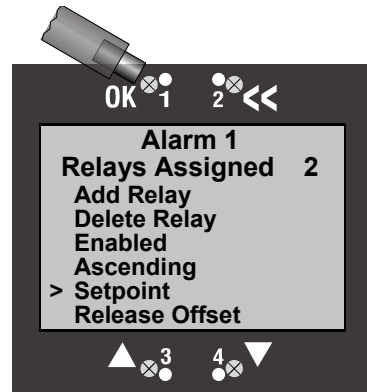 OK 1 2 <<
Alarm 1
Relays Assigned 2
Add Relay
Delete Relay
Enabled
Ascending
> Setpoint
Release Offset
3 4